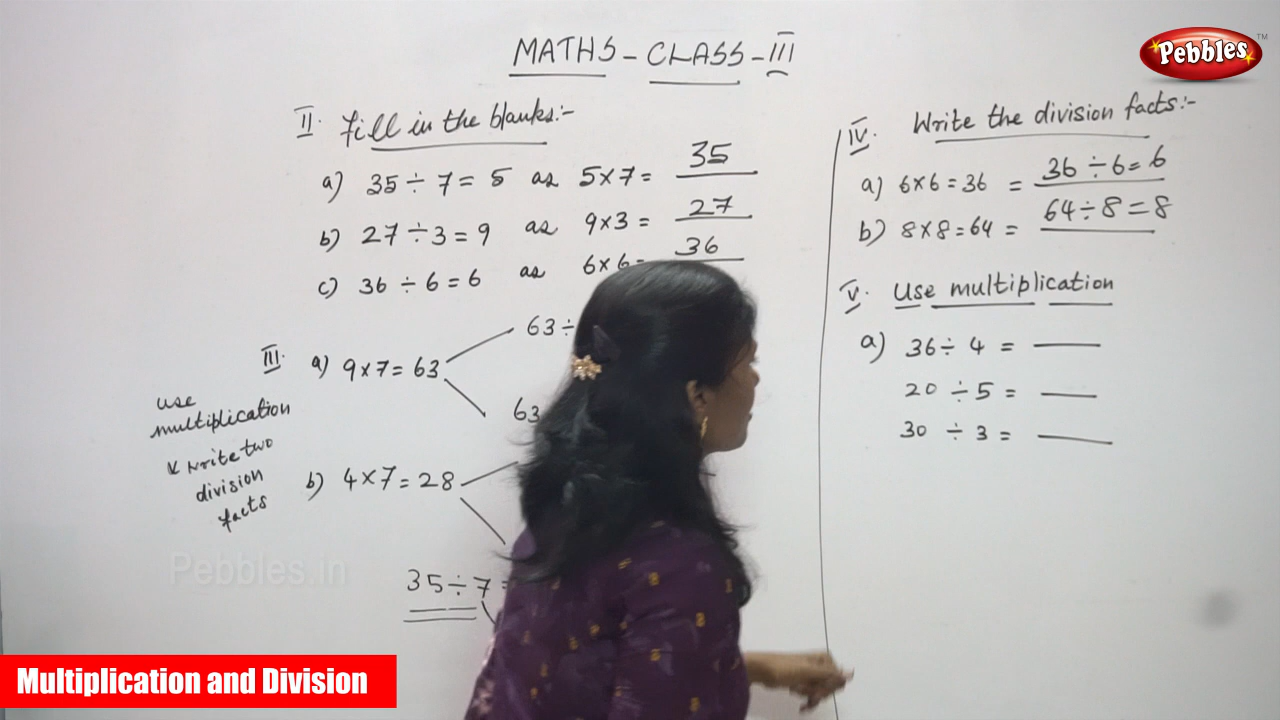 MATHS - CLASS - III
Pebbles™
II. Fill in the blanks:-
a) 35 ÷ 7 = 5 as 5×7 = 35
b) 27 ÷ 3 = 9 as 9×3 = 27
c) 36 ÷ 6 = 6 as 6×6 = 36
III. a) 9×7 = 63
63 ÷
63
use
multiplication
& write two
division
facts
b) 4×7 = 28
35 ÷ 7 =
IV. Write the division facts:-
a) 6×6 = 36 = 36 ÷ 6 = 6
b) 8×8 = 64 = 64 ÷ 8 = 8
V. Use multiplication
a) 36 ÷ 4 = ___
20 ÷ 5 = ___
30 ÷ 3 = ___
Pebbles.in
Multiplication and Division